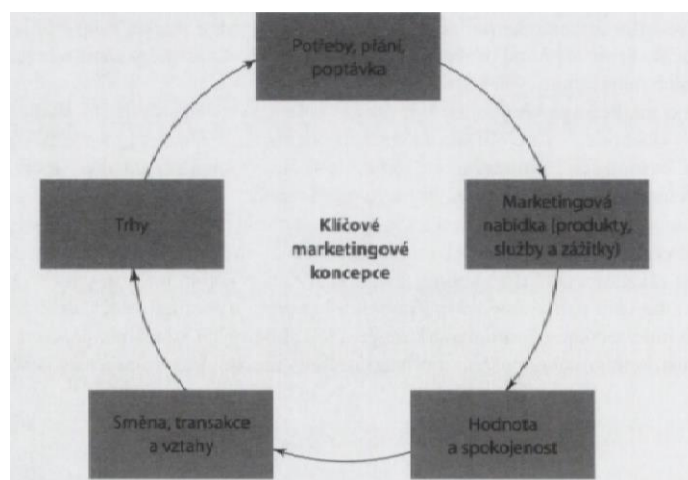 Potřeby, přání,
poptávka
Marketingová
nabídka (produkty,
služby a zážitky)
Hodnota
a spokojenost
Směna, transakce
a vztahy
Trhy
Klíčové
marketingové
koncepce